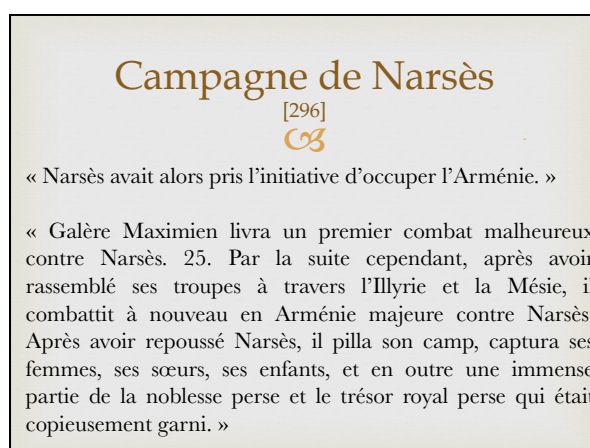 Campagne de Narsès
[296]
« Narsès avait alors pris l’initiative d’occuper l’Arménie. »
« Galère Maximien livra un premier combat malheureux
contre Narsès. 25. Par la suite cependant, après avoir
rassemblé ses troupes à travers l’Illyrie et la Mésie, il
combattit à nouveau en Arménie majeure contre Narsès.
Après avoir repoussé Narsès, il pilla son camp, captura ses
femmes, ses sœurs, ses enfants, et en outre une immense
partie de la noblesse perse et le trésor royal perse qui était
copieusement garni. »